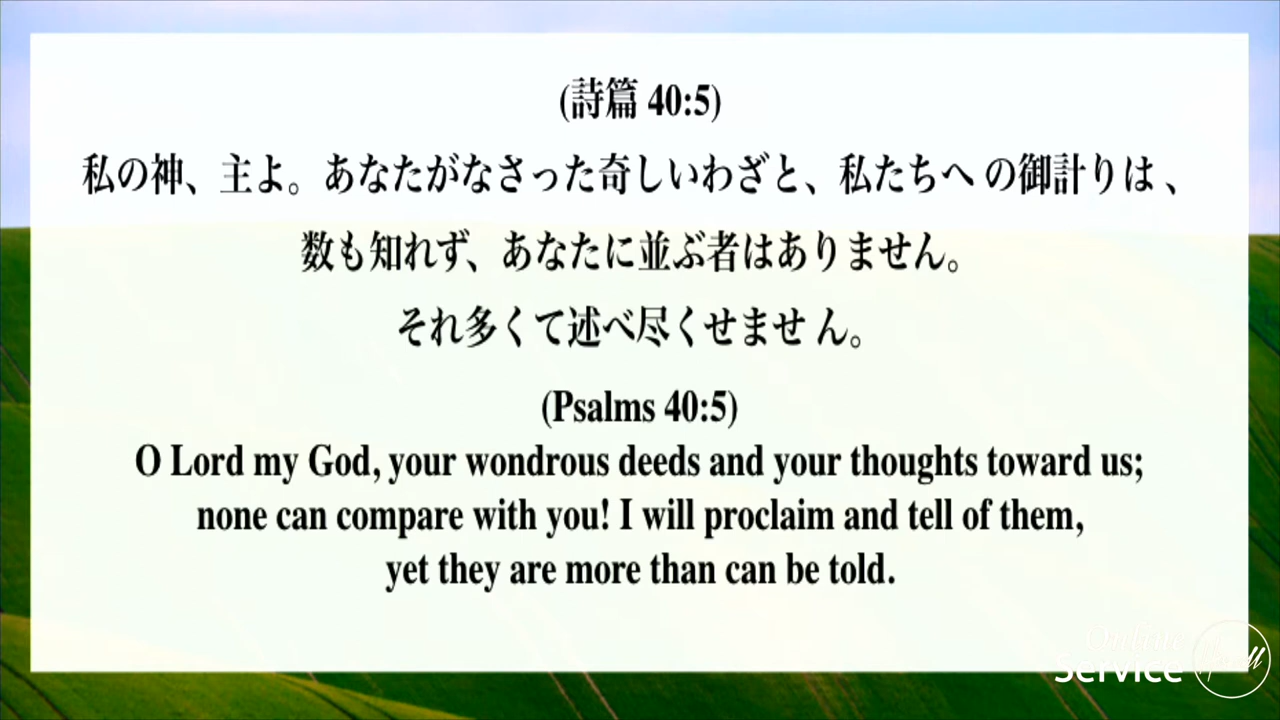 (詩篇 40:5)
私の神、主よ。あなたがなさった奇しいわざと、私たちへの御計りは、
数も知れず、あなたに並ぶ者はありません。
それ多くて述べ尽くせません。
(Psalms 40:5)
O Lord my God, your wondrous deeds and your thoughts toward us;
none can compare with you! I will proclaim and tell of them,
yet they are more than can be told.
Online
Service